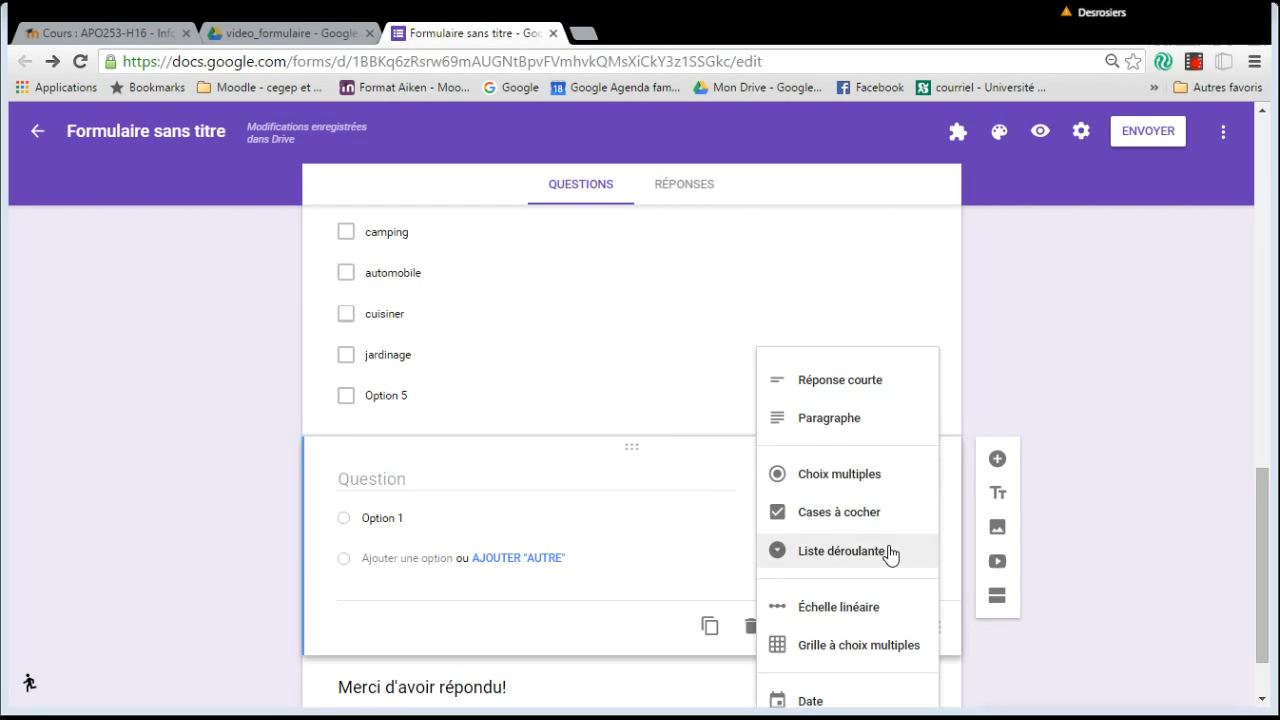 Desrosiers
Cours : APO253-H16 - Info
video_formulaire - Google
Formulaire sans titre - Goo
https://docs.google.com/forms/d/1BBKq6zRsrw69mAUGNtBpvFVmhvkQMsXiCkY3z1SSGkc/edit
Applications
Bookmarks
Moodle - cegep et ...
Format Aiken - Moo...
Google
Google Agenda fam...
Mon Drive - Google...
Facebook
courriel - Université ...
»
Autres favoris
Formulaire sans titre
Modifications enregistrées
dans Drive
ENVOYER
QUESTIONS
RÉPONSES
camping
automobile
cuisiner
jardinage
Option 5
Réponse courte
Paragraphe
Choix multiples
Cases à cocher
Liste déroulante
Échelle linéaire
Grille à choix multiples
Date
Question
Option 1
Ajouter une option ou AJOUTER "AUTRE"
Tт
Merci d'avoir répondu!